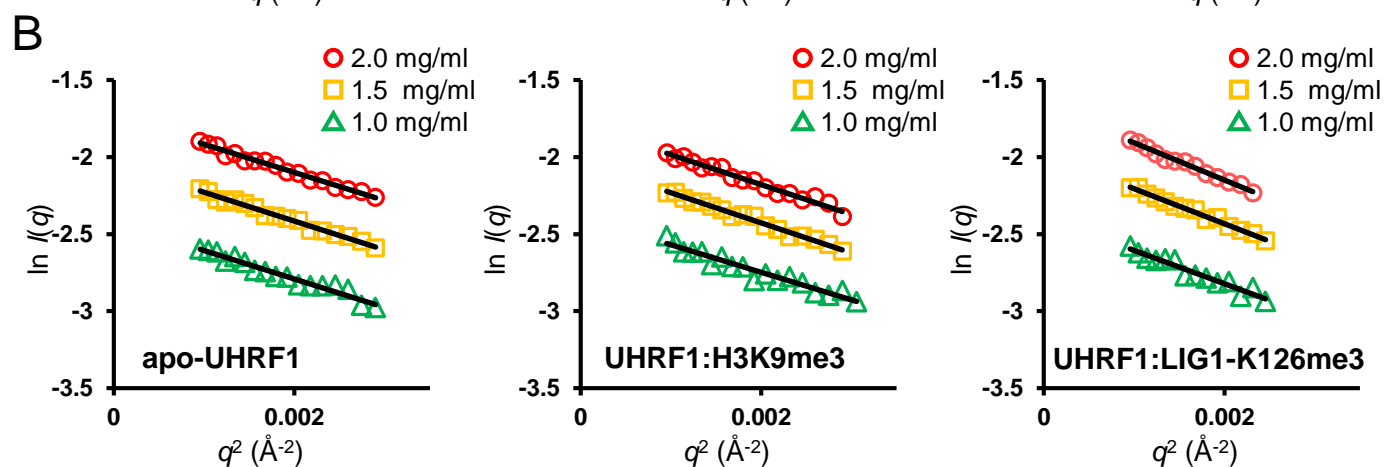 B
2.0 mg/ml
1.5 mg/ml
1.0 mg/ml
-1.5
-2
-2.5
-3
-3.5
ln I(q)
apo-UHRF1
0
0.002
q² (Å⁻²)
2.0 mg/ml
1.5 mg/ml
1.0 mg/ml
-1.5
-2
-2.5
-3
-3.5
ln I(q)
UHRF1:H3K9me3
0
0.002
q² (Å⁻²)
2.0 mg/ml
1.5 mg/ml
1.0 mg/ml
-1.5
-2
-2.5
-3
-3.5
ln I(q)
UHRF1:LIG1-K126me3
0
0.002
q² (Å⁻²)